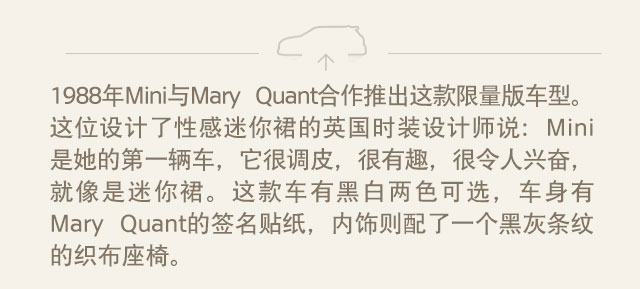 1988年Mini与Mary Quant合作推出这款限量版车型。
这位设计了性感迷你裙的英国时装设计师说：Mini
是她的第一辆车，它很调皮，很有趣，很令人兴奋，
就像是迷你裙。这款车有黑白两色可选，车身有
Mary Quant的签名贴纸，内饰则配了一个黑灰条纹
的织布座椅。